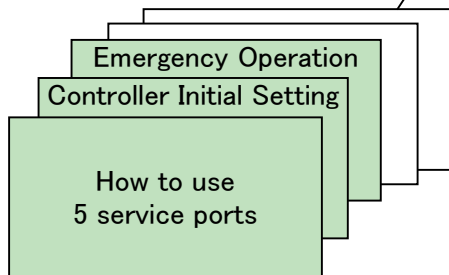 Emergency Operation
Controller Initial Setting
How to use
5 service ports